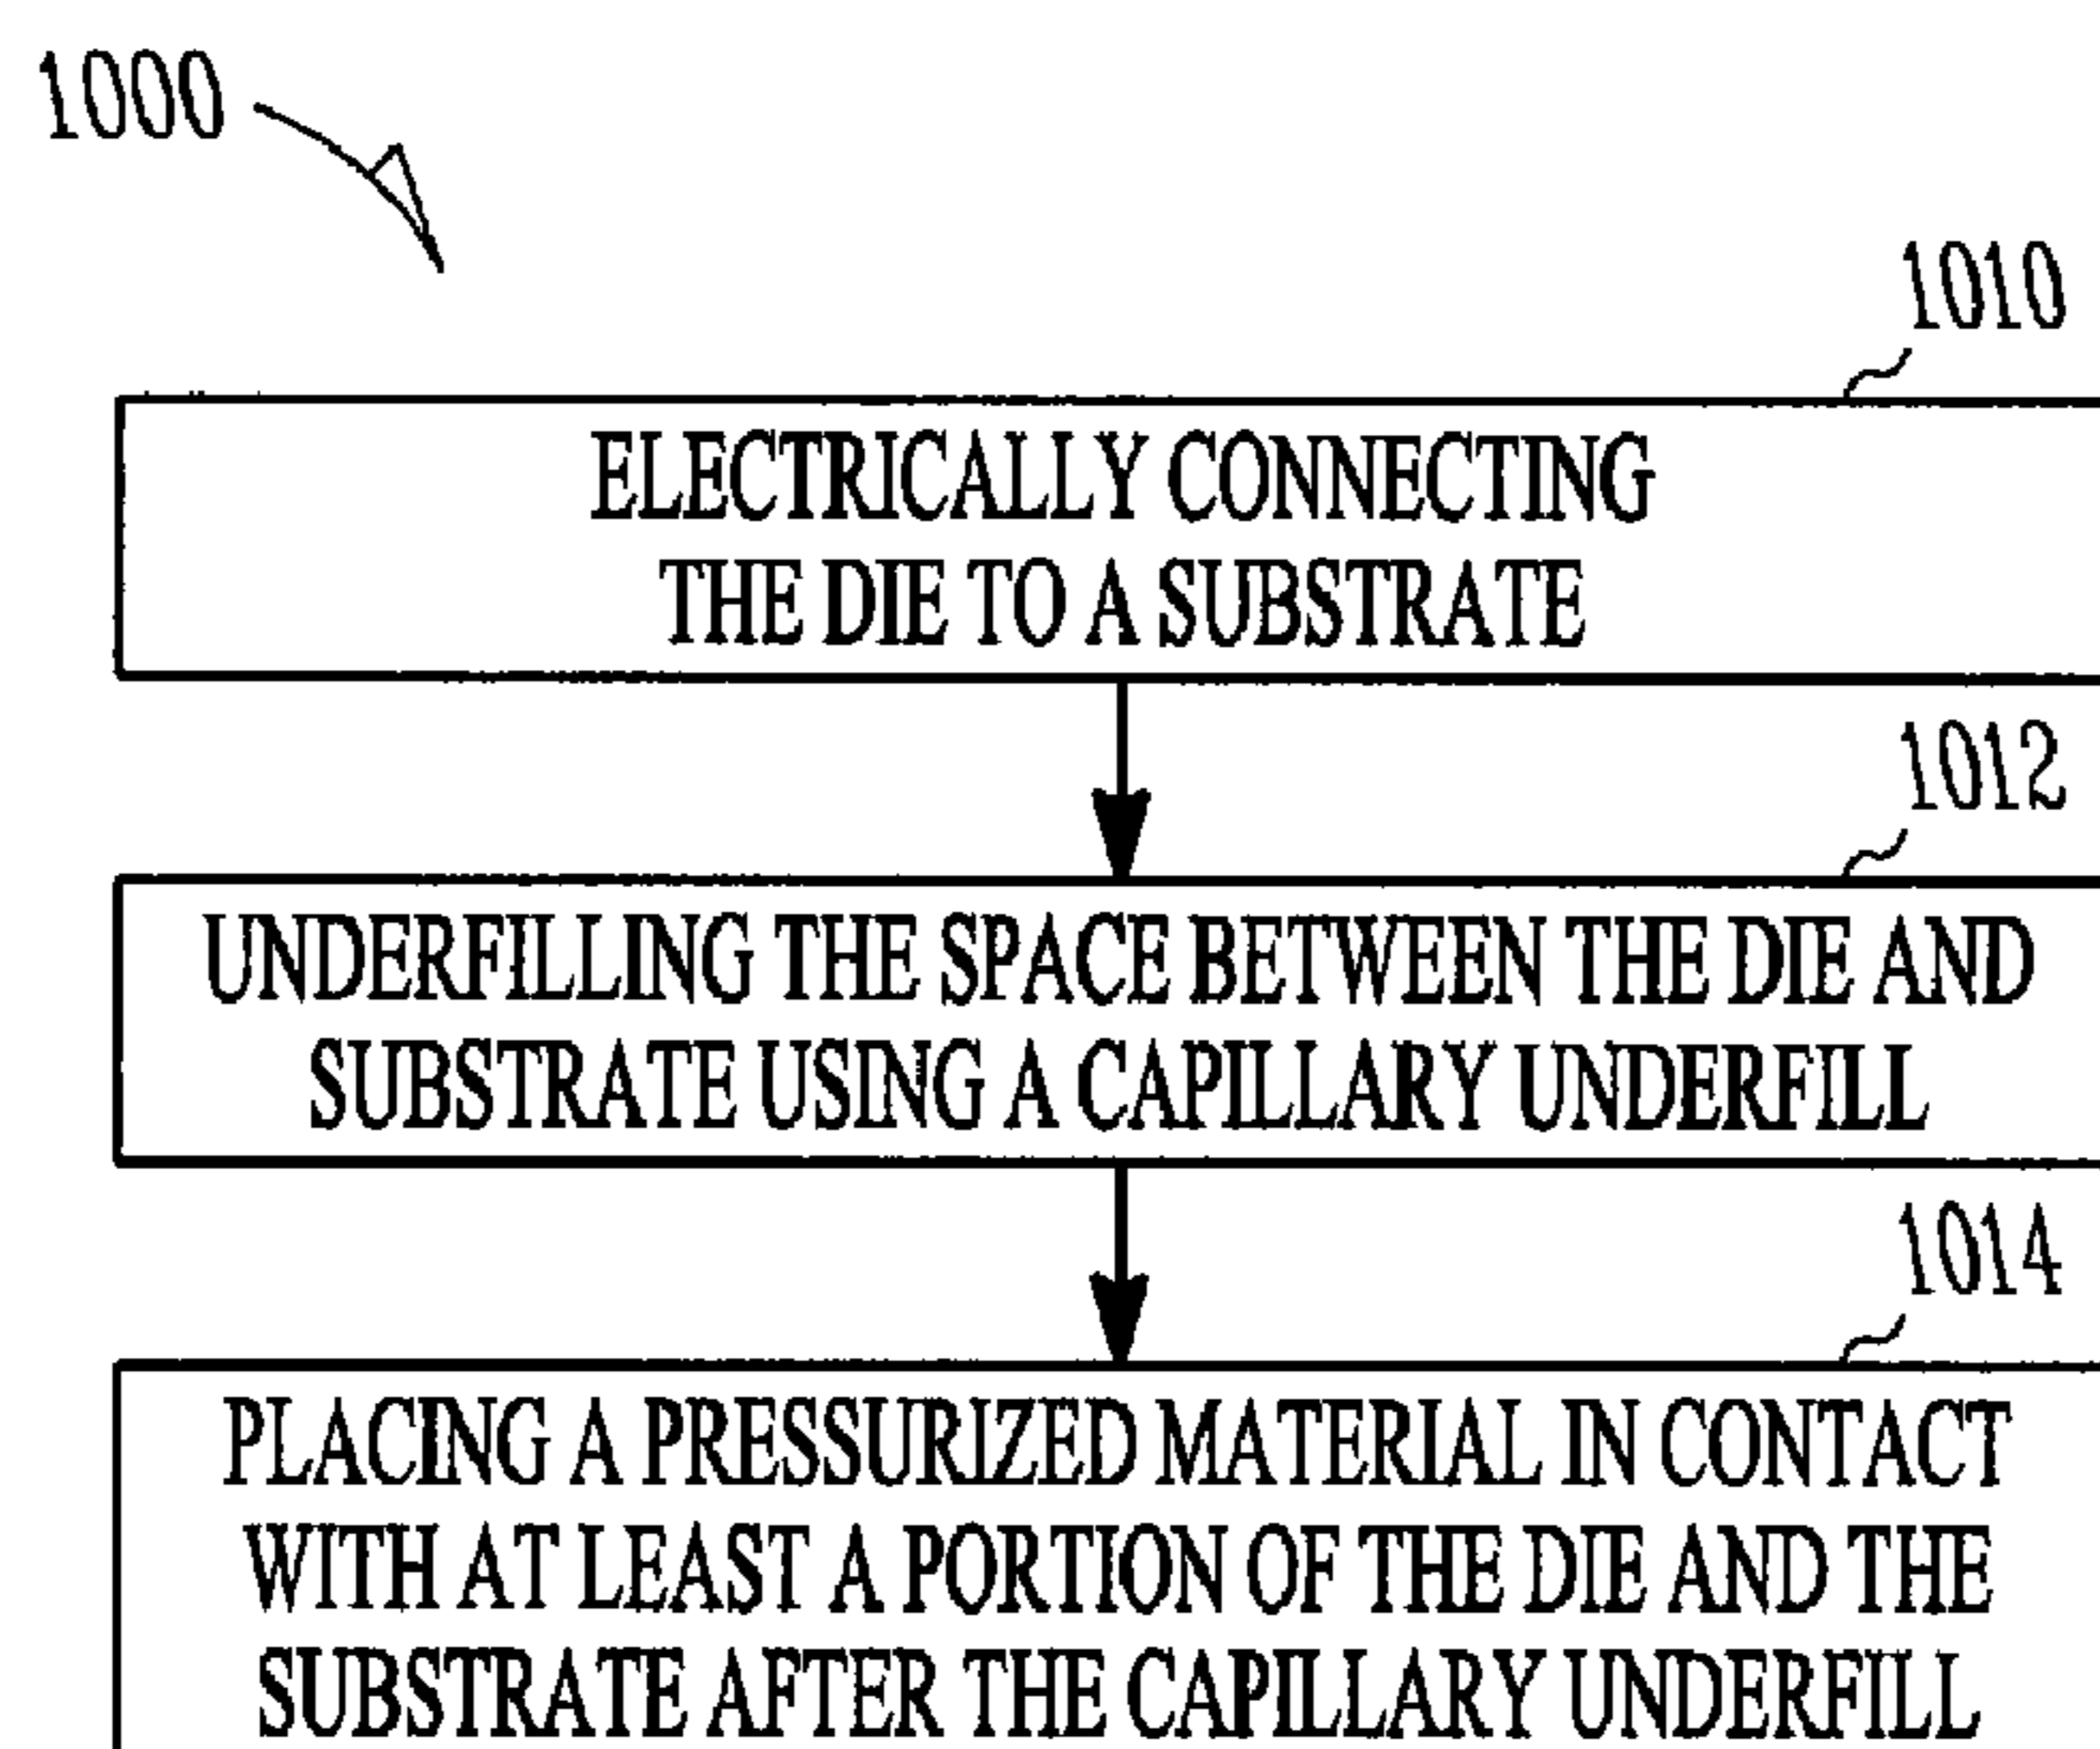 1000
1010
ELECTRICALLY CONNECTING
THE DIE TO A SUBSTRATE
1012
UNDERFILLING THE SPACE BETWEEN THE DIE AND
SUBSTRATE USING A CAPILLARY UNDERFILL
1014
PLACING A PRESSURIZED MATERIAL IN CONTACT
WITH AT LEAST A PORTION OF THE DIE AND THE
SUBSTRATE AFTER THE CAPILLARY UNDERFILL